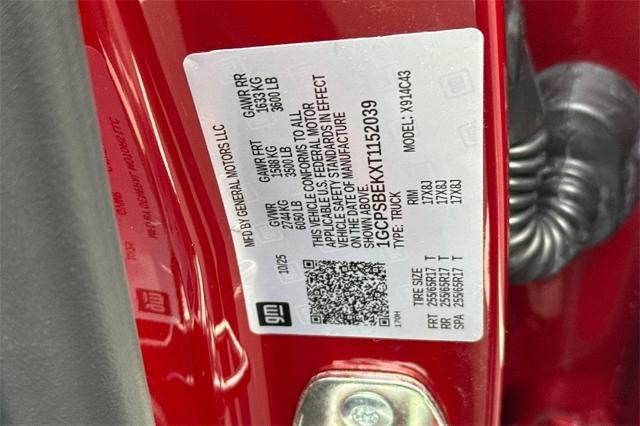 MFD BY GENERAL MOTORS LLC
10/25
GVWR GAWR FRT GAWR RR
2744 KG 1588 KG 1633 KG
6050 LB 3500 LB 3600 LB
THIS VEHICLE CONFORMS TO ALL
APPLICABLE U.S. FEDERAL MOTOR
VEHICLE SAFETY STANDARDS IN EFFECT
ON THE DATE OF MANUFACTURE
SHOWN ABOVE.
1GCPSBEKXT1152039
TYPE: TRUCK MODEL: X914C43
TIRE SIZE RIM
FRT 255/65R17 T 17X8J
RR 255/65R17 T 17X8J
SPA 255/65R17 T 17X8J
gm
170H